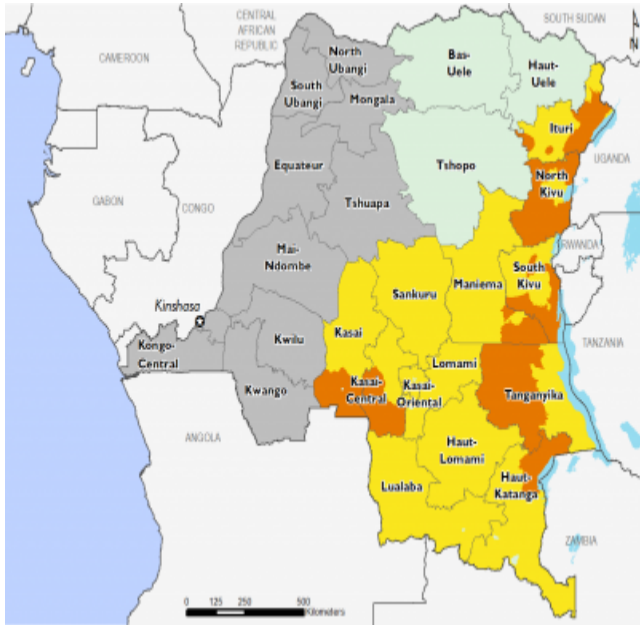 CENTRAL
AFRICAN
REPUBLIC
SOUTH SUDAN
N
CAMEROON
North
Ubangi
Bas-
Uele
Haut-
Uele
South
Ubangi
Mongala
Ituri
Equateur
Tshopo
UGANDA
North
Kivu
GABON
CONGO
Tshuapa
Mai-
Ndombe
RWANDA
South
Kivu
Maniema
Sankuru
Kinshasa
Kwilu
Kasai
Kongo-
Central
TANZANIA
Lomami
Kwango
Kasai-
Central
Kasai-
Oriental
Tanganyika
ANGOLA
Haut-
Lomami
Lualaba
Haut-
Katanga
ZAMBIA
0 125 250 500
Kilometers